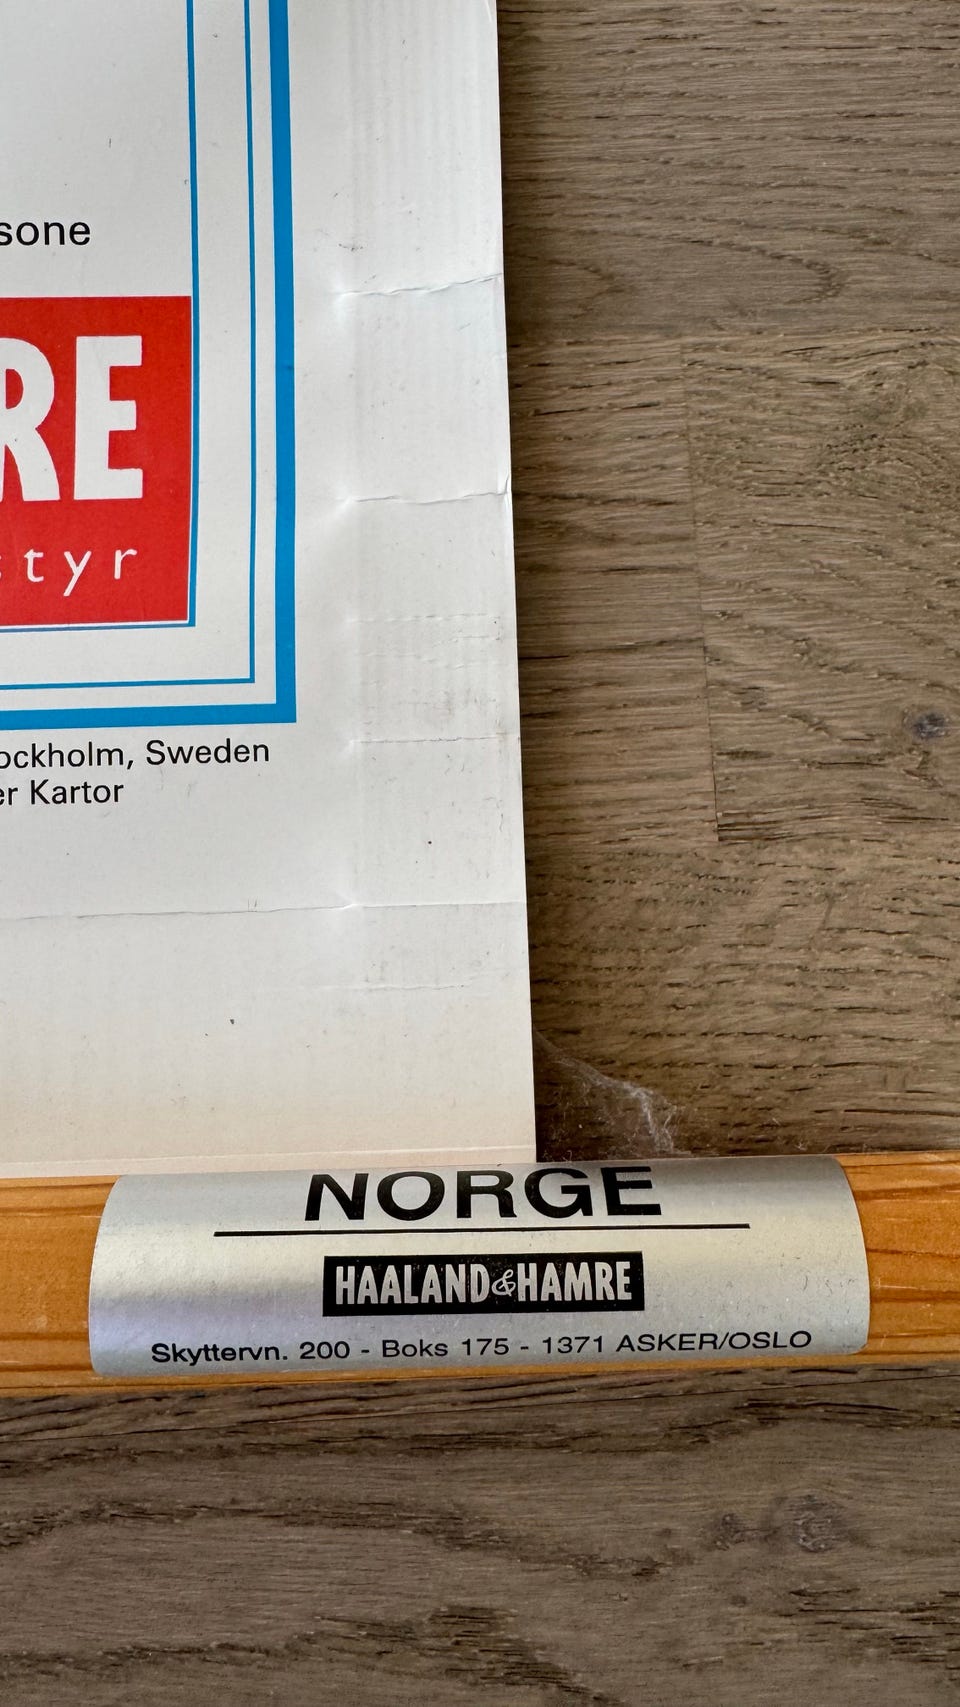 sone
RE
styr
ockholm, Sweden
er Kartor
NORGE
HAALAND & HAMRE
Skyttervn. 200 - Boks 175 - 1371 ASKER/OSLO